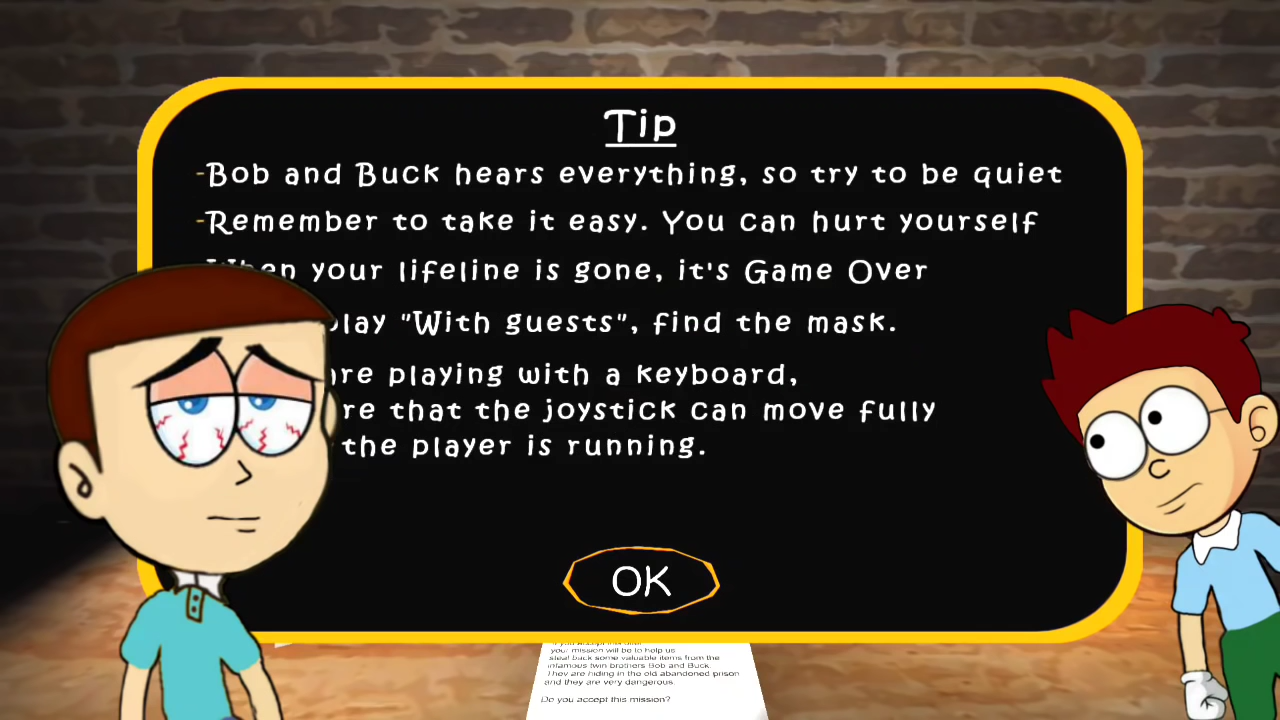 Tip
-Bob and Buck hears everything, so try to be quiet
-Remember to take it easy. You can hurt yourself
When your lifeline is gone, it's Game Over
play "With guests", find the mask.
are playing with a keyboard,
that the joystick can move fully
the player is running.
OK
your mission will be to help us
steal back some valuable items from the
infamous twin brothers Bob and Buck.
They are hiding in the old abandoned prison
and they are very dangerous.
Do you accept this mission?